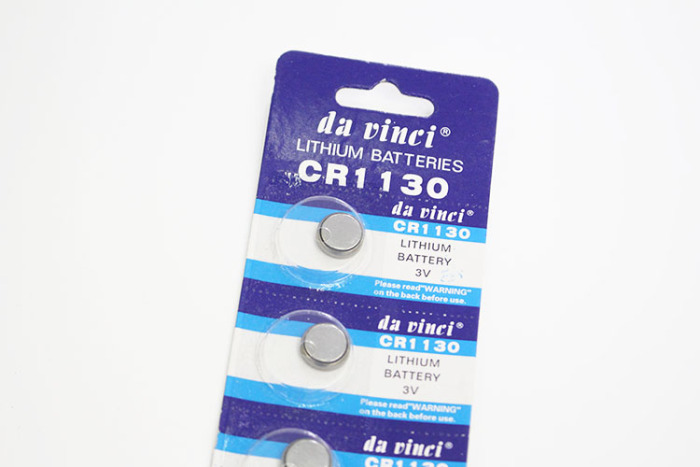 da vinci®
LITHIUM BATTERIES
CR1130
da vinci®
CR1130
LITHIUM
BATTERY
3V
Please read"WARNING"
on the back before use.
da vinci®
CR1130
LITHIUM
BATTERY
3V
Please read"WARNING"
on the back before use.
da vinci®
CR1130